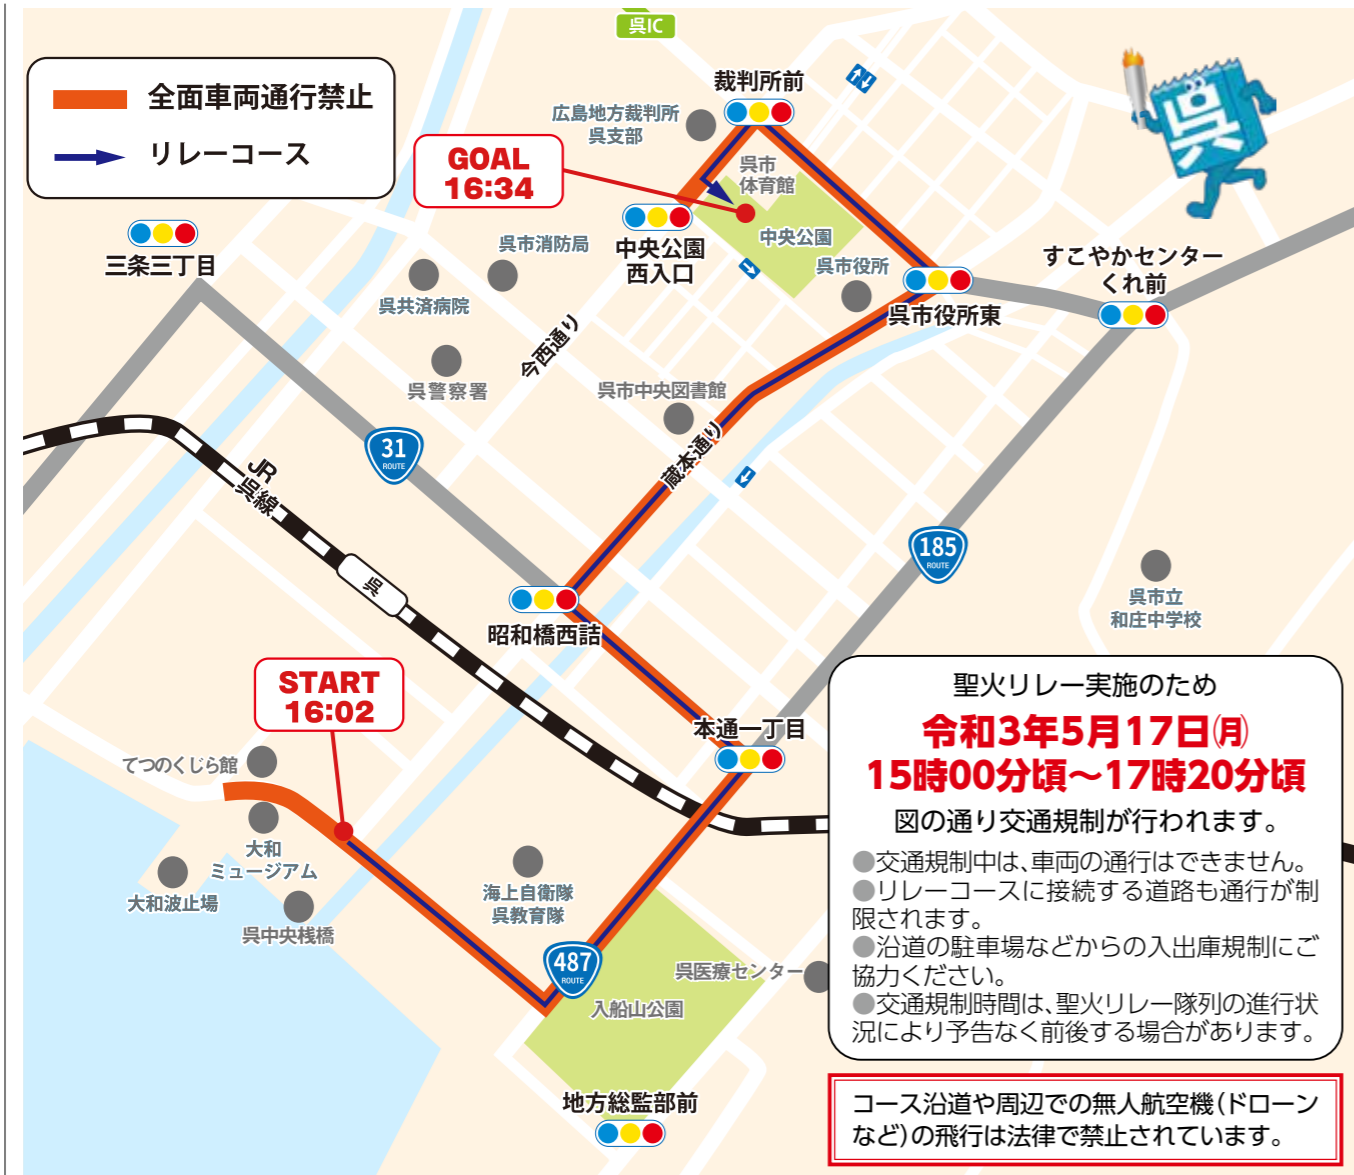 呉IC
全面車両通行禁止
リレーコース
裁判所前
広島地方裁判所
呉支部
GOAL
16:34
呉市
体育館
呉
三条三丁目
呉市消防局
中央公園
西入口
中央公園
呉市役所
すこやかセンター
くれ前
呉共済病院
呉市役所東
今西通り
呉警察署
呉市中央図書館
31
ROUTE
蔵本通り
JR
呉線
185
ROUTE
呉
呉市立
和庄中学校
昭和橋西詰
START
16:02
本通一丁目
てつのくじら館
大和
ミュージアム
大和波止場
呉中央桟橋
海上自衛隊
呉教育隊
487
ROUTE
呉医療センター
入船山公園
地方総監部前
聖火リレー実施のため
令和3年5月17日(月)
15時00分頃～17時20分頃
図の通り交通規制が行われます。
●交通規制中は、車両の通行はできません。
●リレーコースに接続する道路も通行が制
限されます。
●沿道の駐車場などからの入出庫規制にご
協力ください。
●交通規制時間は、聖火リレー隊列の進行状
況により予告なく前後する場合があります。
コース沿道や周辺での無人航空機(ドローン
など)の飛行は法律で禁止されています。